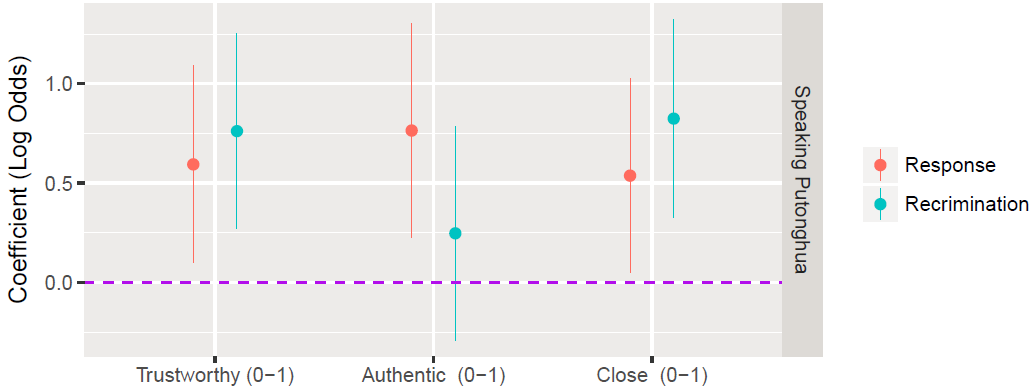 Coefficient (Log Odds)
1.0
0.5
0.0
Trustworthy (0−1)
Authentic (0−1)
Close (0−1)
Speaking Putonghua
Response
Recrimination